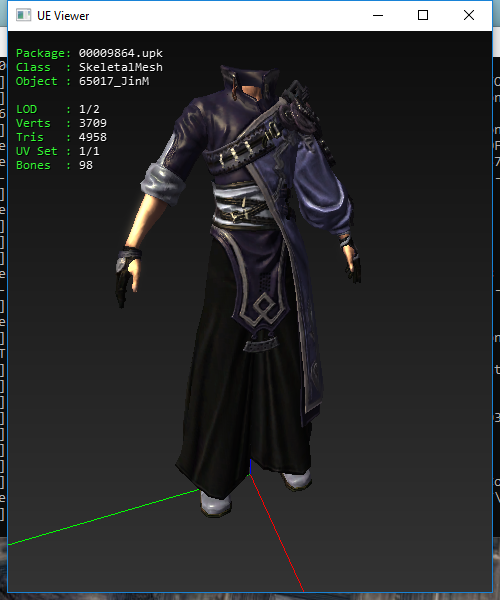 UE Viewer
Package: 00009864.upk
Class : SkeletalMesh
Object : 65017_JinM
LOD : 1/2
Verts : 3709
Tris : 4958
UV Set : 1/1
Bones : 98